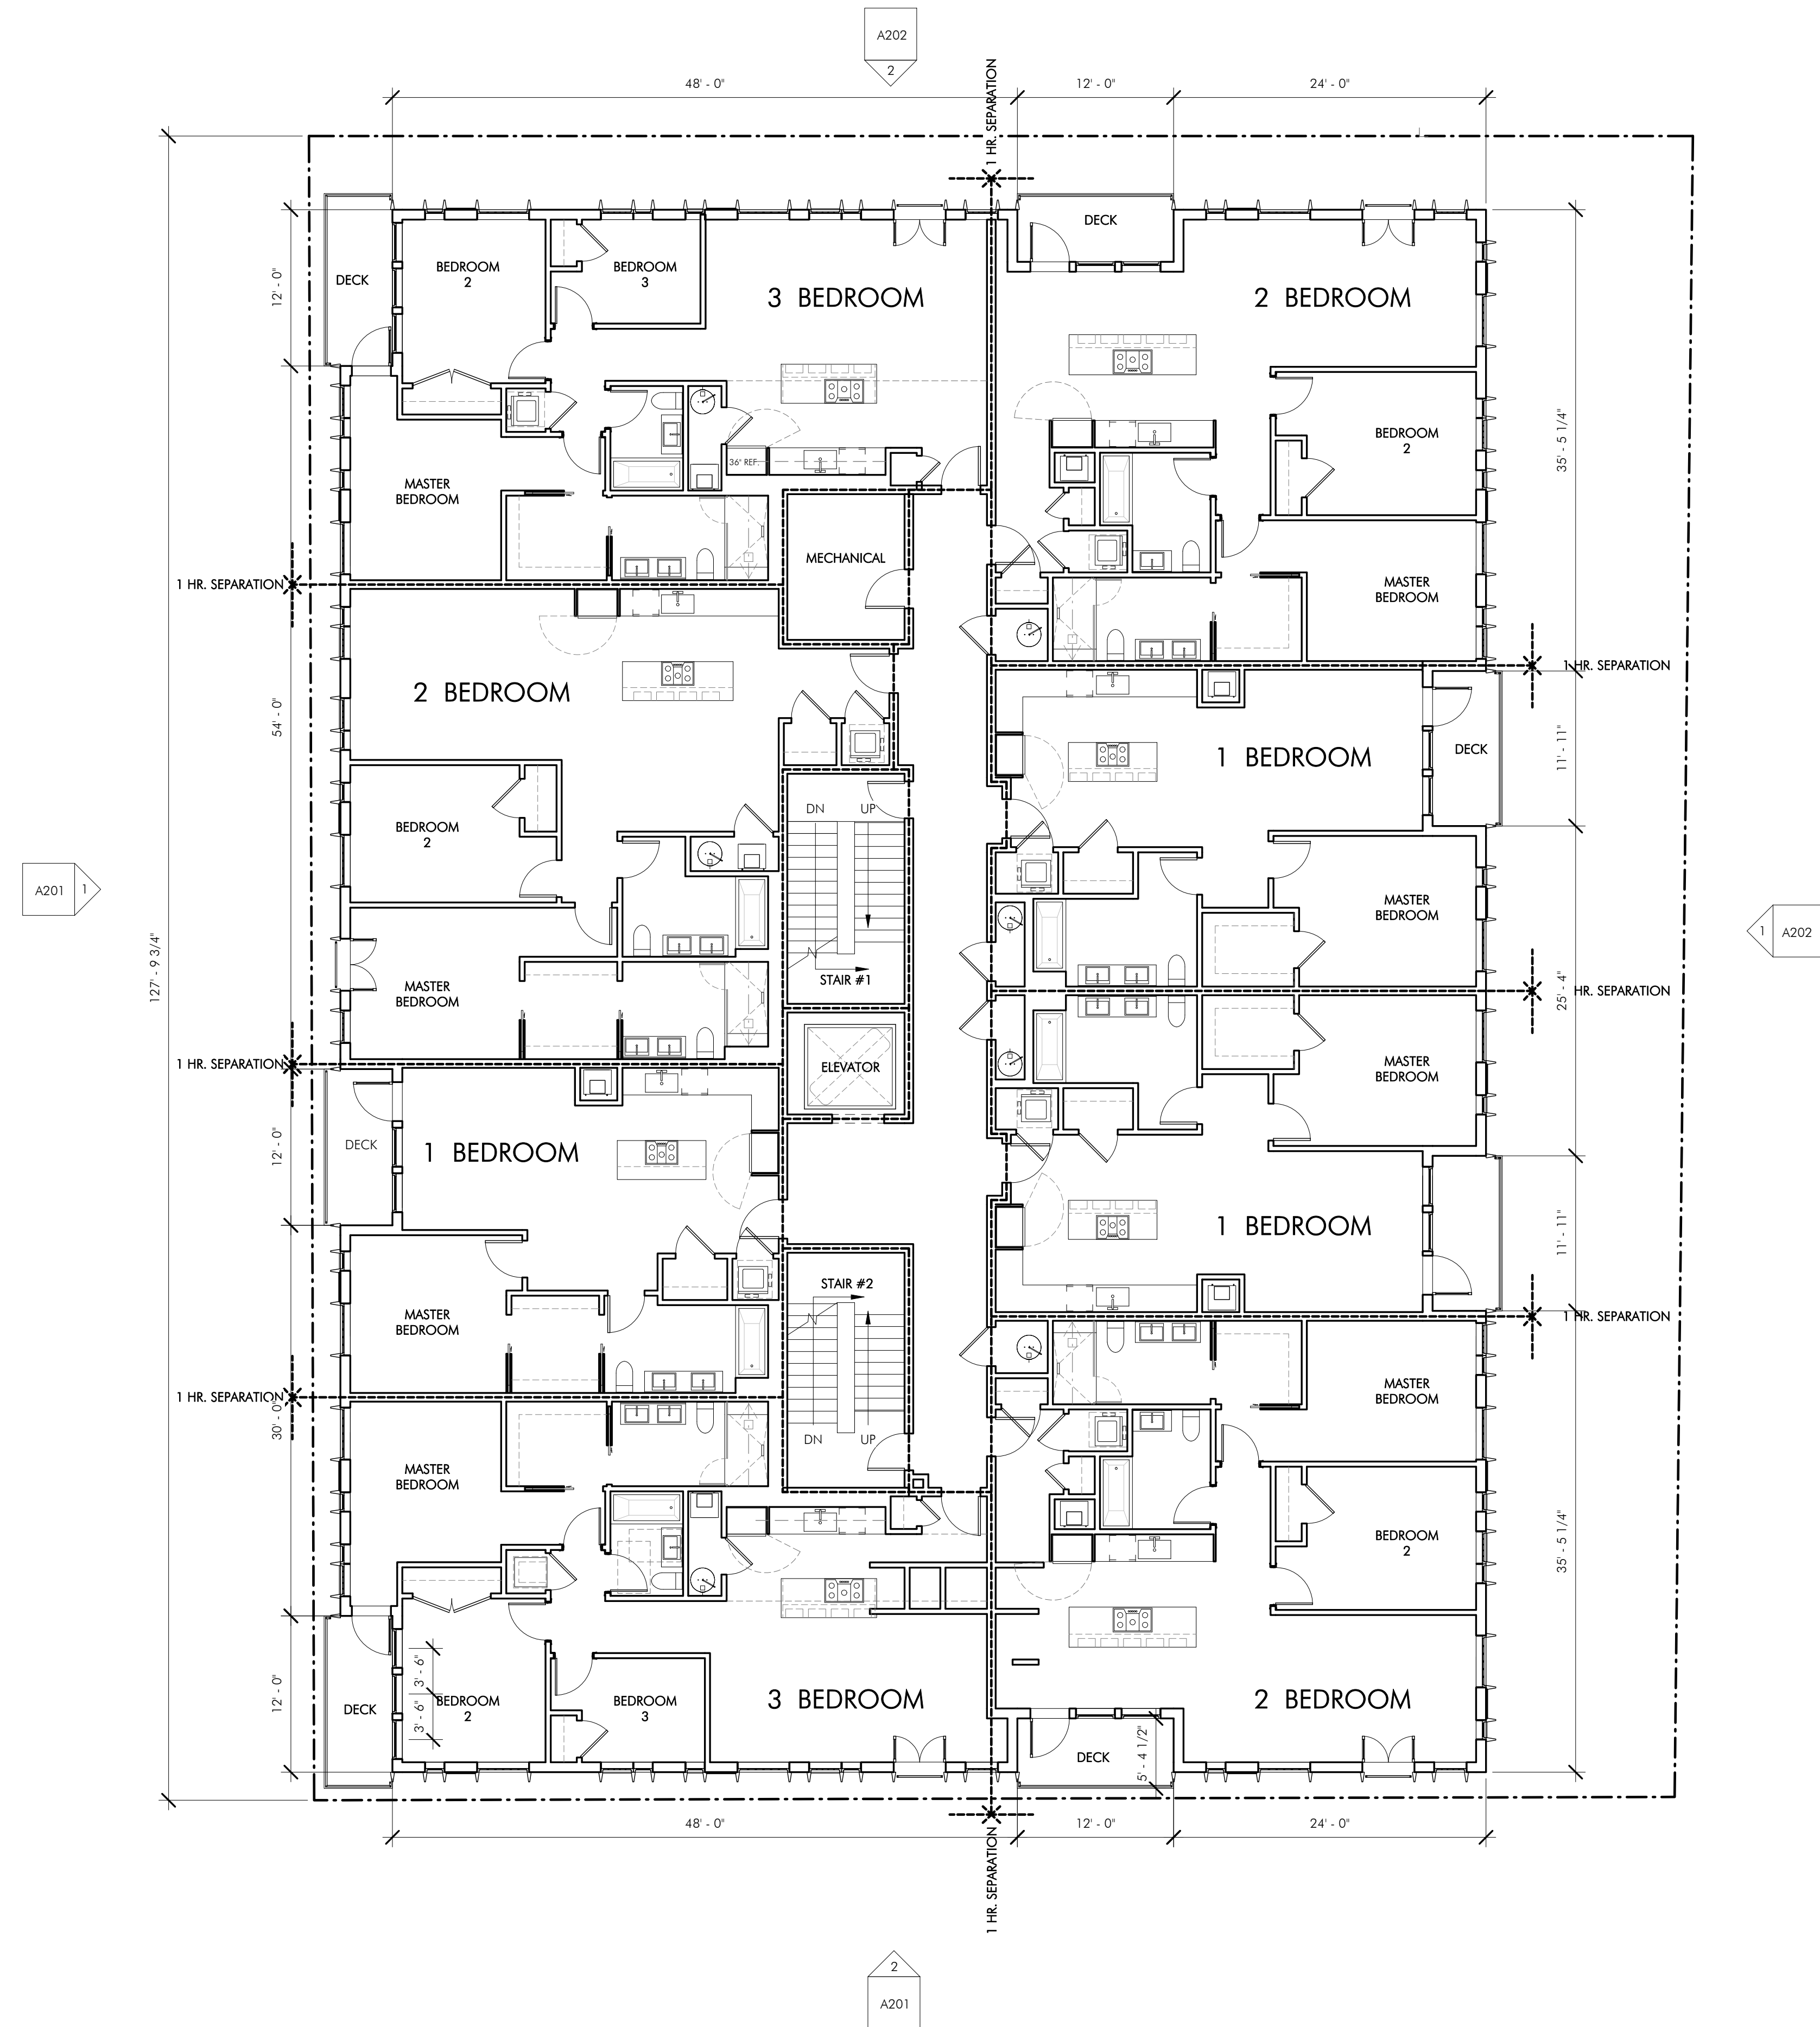 A202
2
48' - 0"
12' - 0"
24' - 0"
1 HR. SEPARATION
DECK
DECK
BEDROOM
2
BEDROOM
3
3 BEDROOM
2 BEDROOM
12' - 0"
35' - 5 1/4"
BEDROOM
2
36" REF.
MASTER
BEDROOM
MECHANICAL
MASTER
BEDROOM
1 HR. SEPARATION
1 HR. SEPARATION
2 BEDROOM
54' - 0"
1 BEDROOM
DECK
11' - 11"
DN
UP
BEDROOM
2
A201
1
MASTER
BEDROOM
1
A202
127' - 9 3/4"
MASTER
BEDROOM
STAIR #1
HR. SEPARATION
25' - 4"
1 HR. SEPARATION
ELEVATOR
MASTER
BEDROOM
12' - 0"
DECK
1 BEDROOM
1 BEDROOM
11' - 11"
STAIR #2
MASTER
BEDROOM
1 HR. SEPARATION
1 HR. SEPARATION
30' - 0"
MASTER
BEDROOM
DN
UP
MASTER
BEDROOM
BEDROOM
2
35' - 5 1/4"
12' - 0"
DECK
3' - 6"
3' - 6"
BEDROOM
2
BEDROOM
3
3 BEDROOM
2 BEDROOM
DECK
5' - 4 1/2"
48' - 0"
12' - 0"
24' - 0"
1 HR. SEPARATION
2
A201